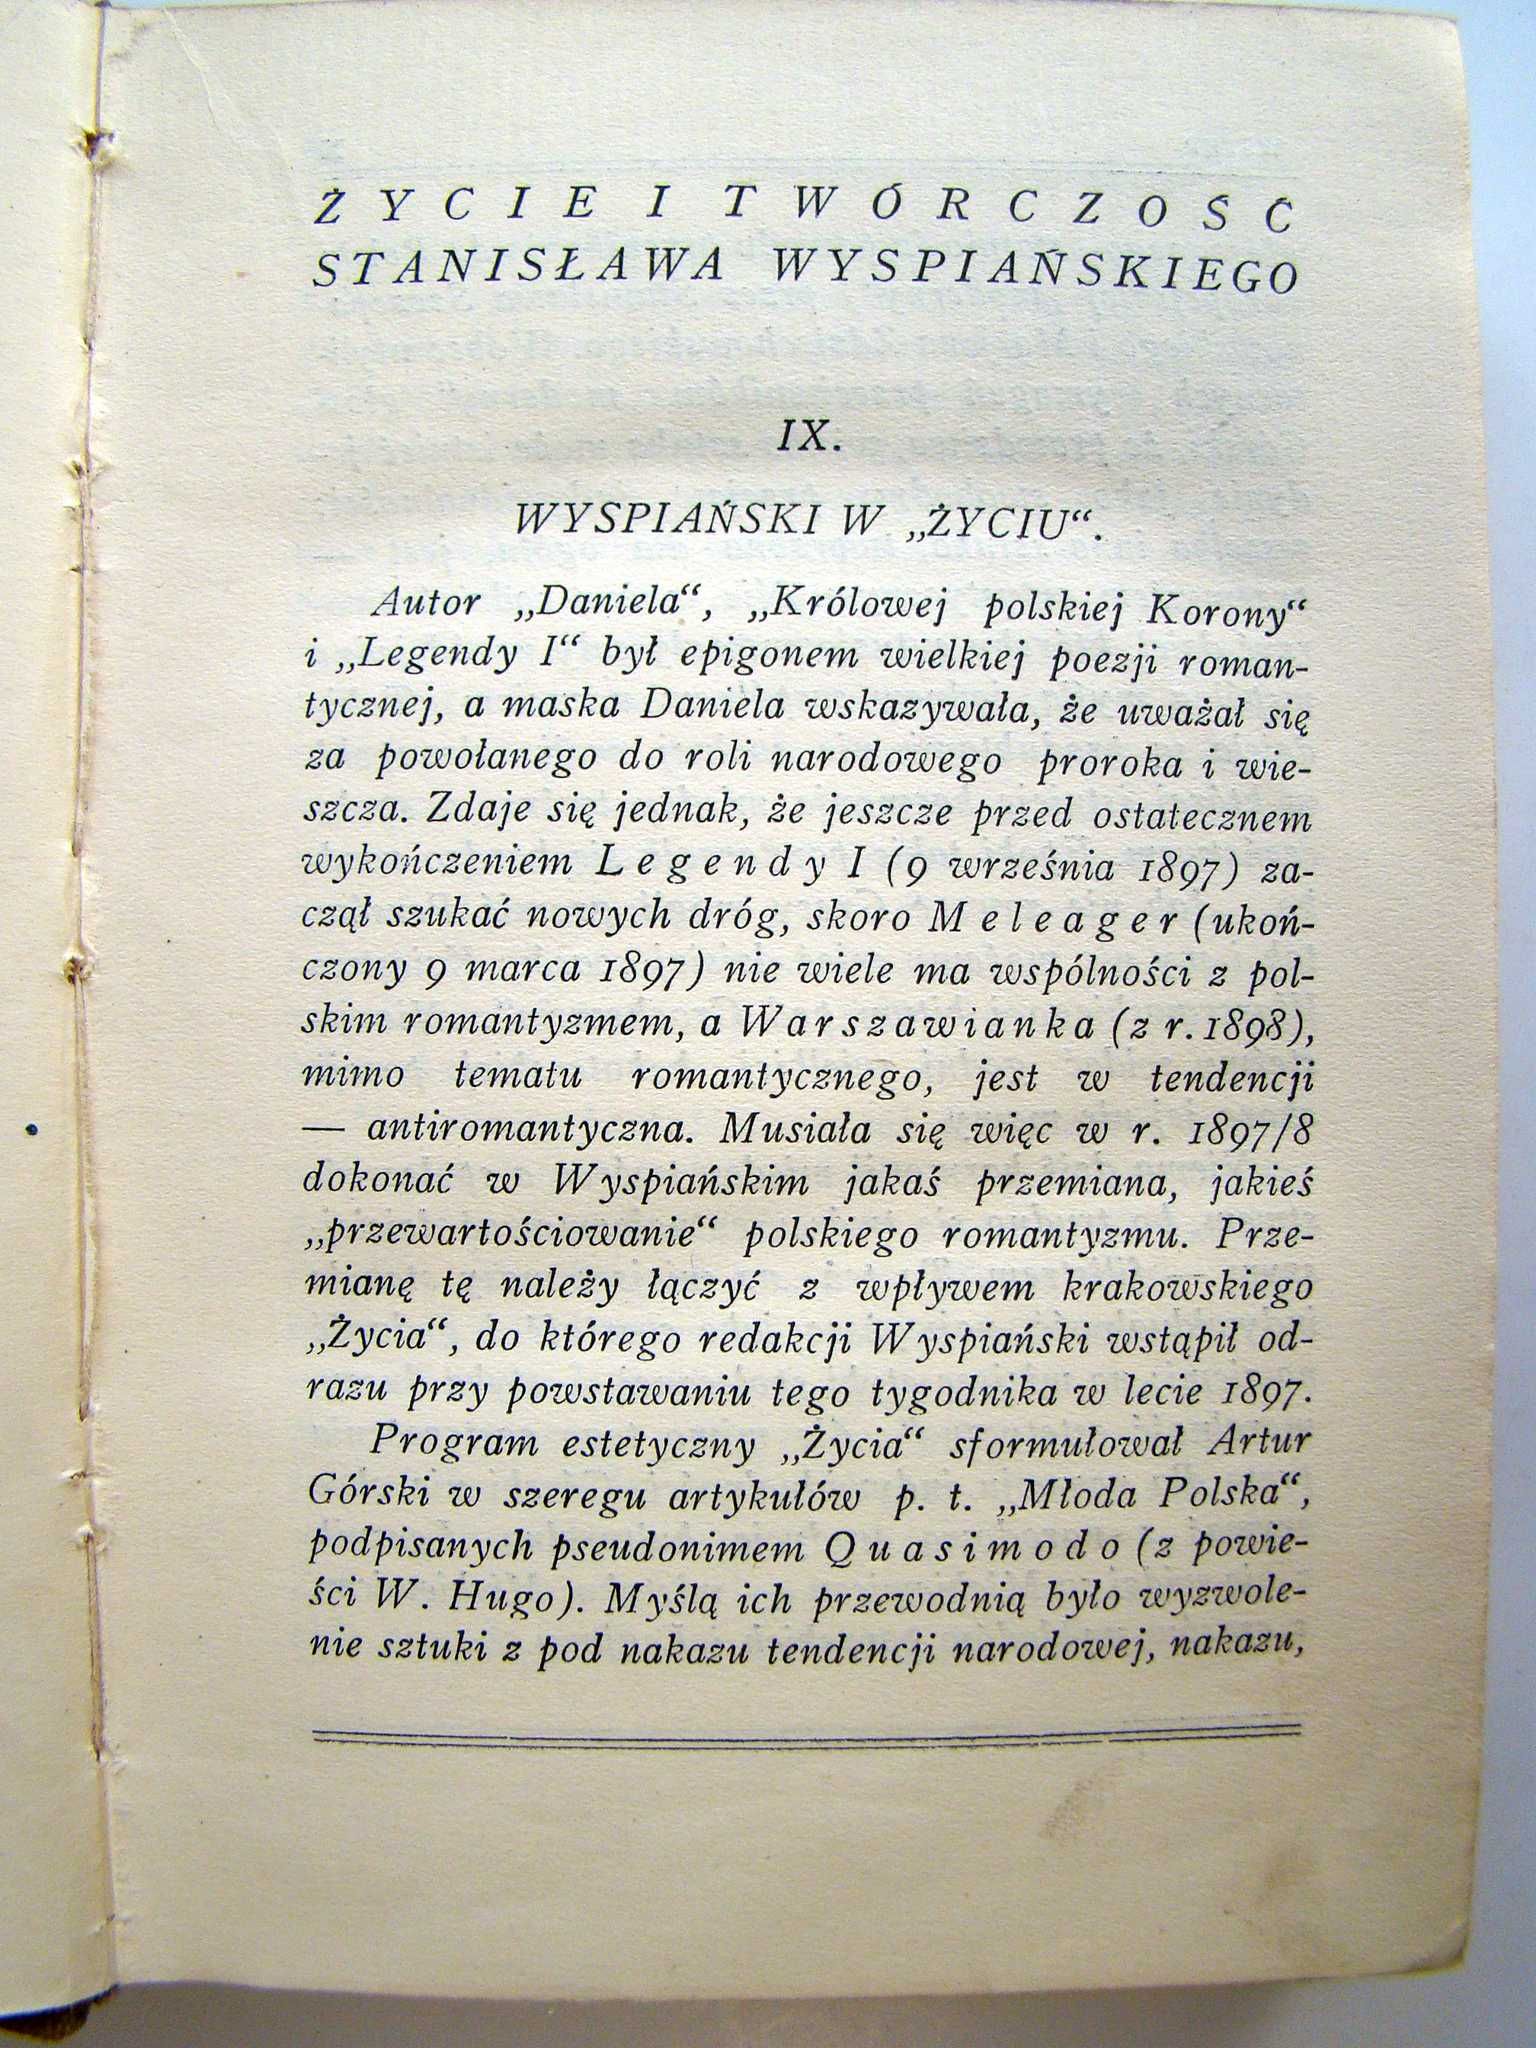 ŻYCIE I TWÓRCZOŚĆ
STANISŁAWA WYSPIAŃSKIEGO
IX.
WYSPIAŃSKI W „ŻYCIU“.
Autor „Daniela“, „Królowej polskiej Korony“
i „Legendy I“ był epigonem wielkiej poezji roman-
tycznej, a maska Daniela wskazywała, że uważał się
za powołanego do roli narodowego proroka i wie-
szcza. Zdaje się jednak, że jeszcze przed ostatecznem
wykończeniem Legendy I (9 września 1897) za-
czął szukać nowych dróg, skoro Meleager (ukoń-
czony 9 marca 1897) nie wiele ma wspólności z pol-
skim romantyzmem, a Warszawianka (z r. 1898),
mimo tematu romantycznego, jest w tendencji
— antiromantyczna. Musiała się więc w r. 1897/8
dokonać w Wyspiańskim jakaś przemiana, jakieś
„przewartościowanie“ polskiego romantyzmu. Prze-
mianę tę należy łączyć z wpływem krakowskiego
„Życia“, do którego redakcji Wyspiański wstąpił od-
razu przy powstawaniu tego tygodnika w lecie 1897.
Program estetyczny „Życia“ sformułował Artur
Górski w szeregu artykułów p. t. „Młoda Polska“,
podpisanych pseudonimem Quasimodo (z powie-
ści W. Hugo). Myślą ich przewodnią było wyzwole-
nie sztuki z pod nakazu tendencji narodowej, nakazu,